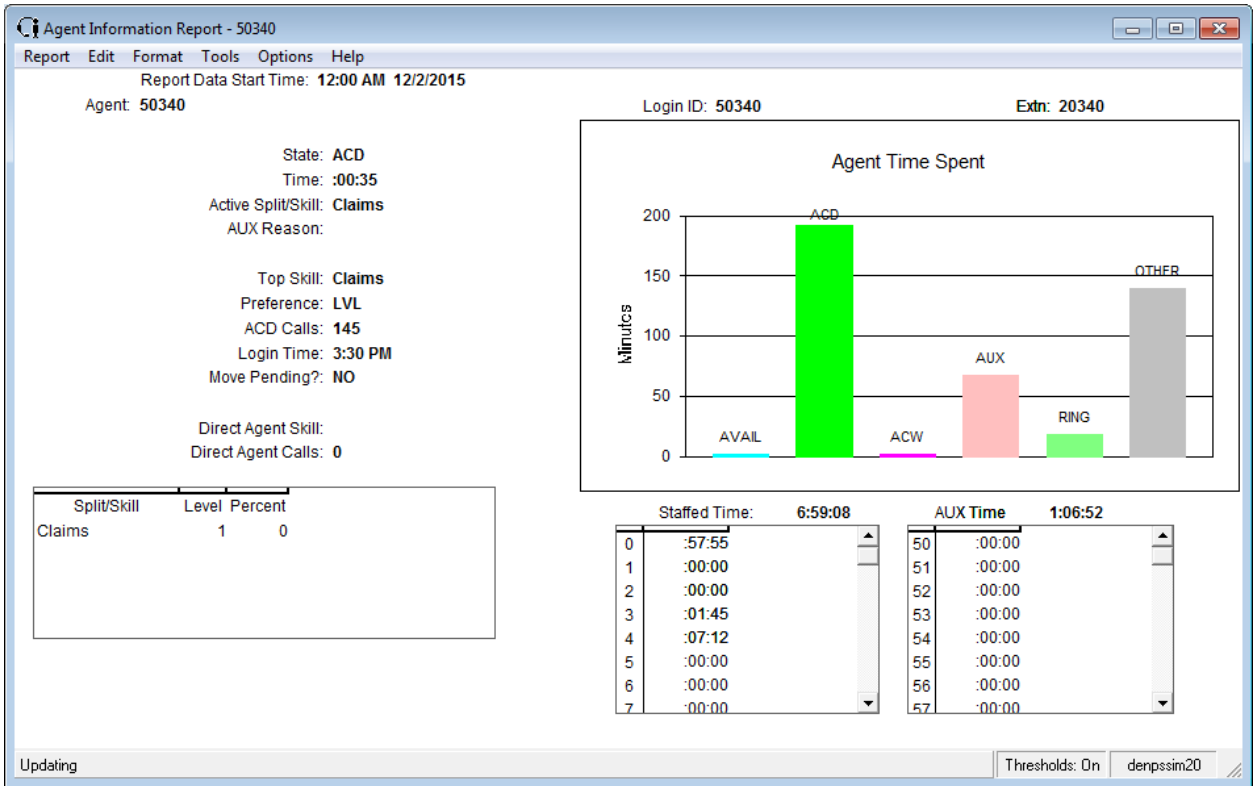 Agent Information Report - 50340
Report Edit Format Tools Options Help
Report Data Start Time: 12:00 AM 12/2/2015
Agent: 50340
Login ID: 50340
Extn: 20340
State: ACD
Time: :00:35
Active Split/Skill: Claims
AUX Reason:
Top Skill: Claims
Preference: LVL
ACD Calls: 145
Login Time: 3:30 PM
Move Pending?: NO
Direct Agent Skill:
Direct Agent Calls: 0
Split/Skill Level Percent
Claims 1 0
Agent Time Spent
Minutes
200
150
100
50
0
AVAIL
ACD
ACW
AUX
RING
OTHER
Staffed Time: 6:59:08
0 :57:55
1 :00:00
2 :00:00
3 :01:45
4 :07:12
5 :00:00
6 :00:00
7 :00:00
AUX Time 1:06:52
50 :00:00
51 :00:00
52 :00:00
53 :00:00
54 :00:00
55 :00:00
56 :00:00
57 :00:00
Updating
Thresholds: On
denpssim20